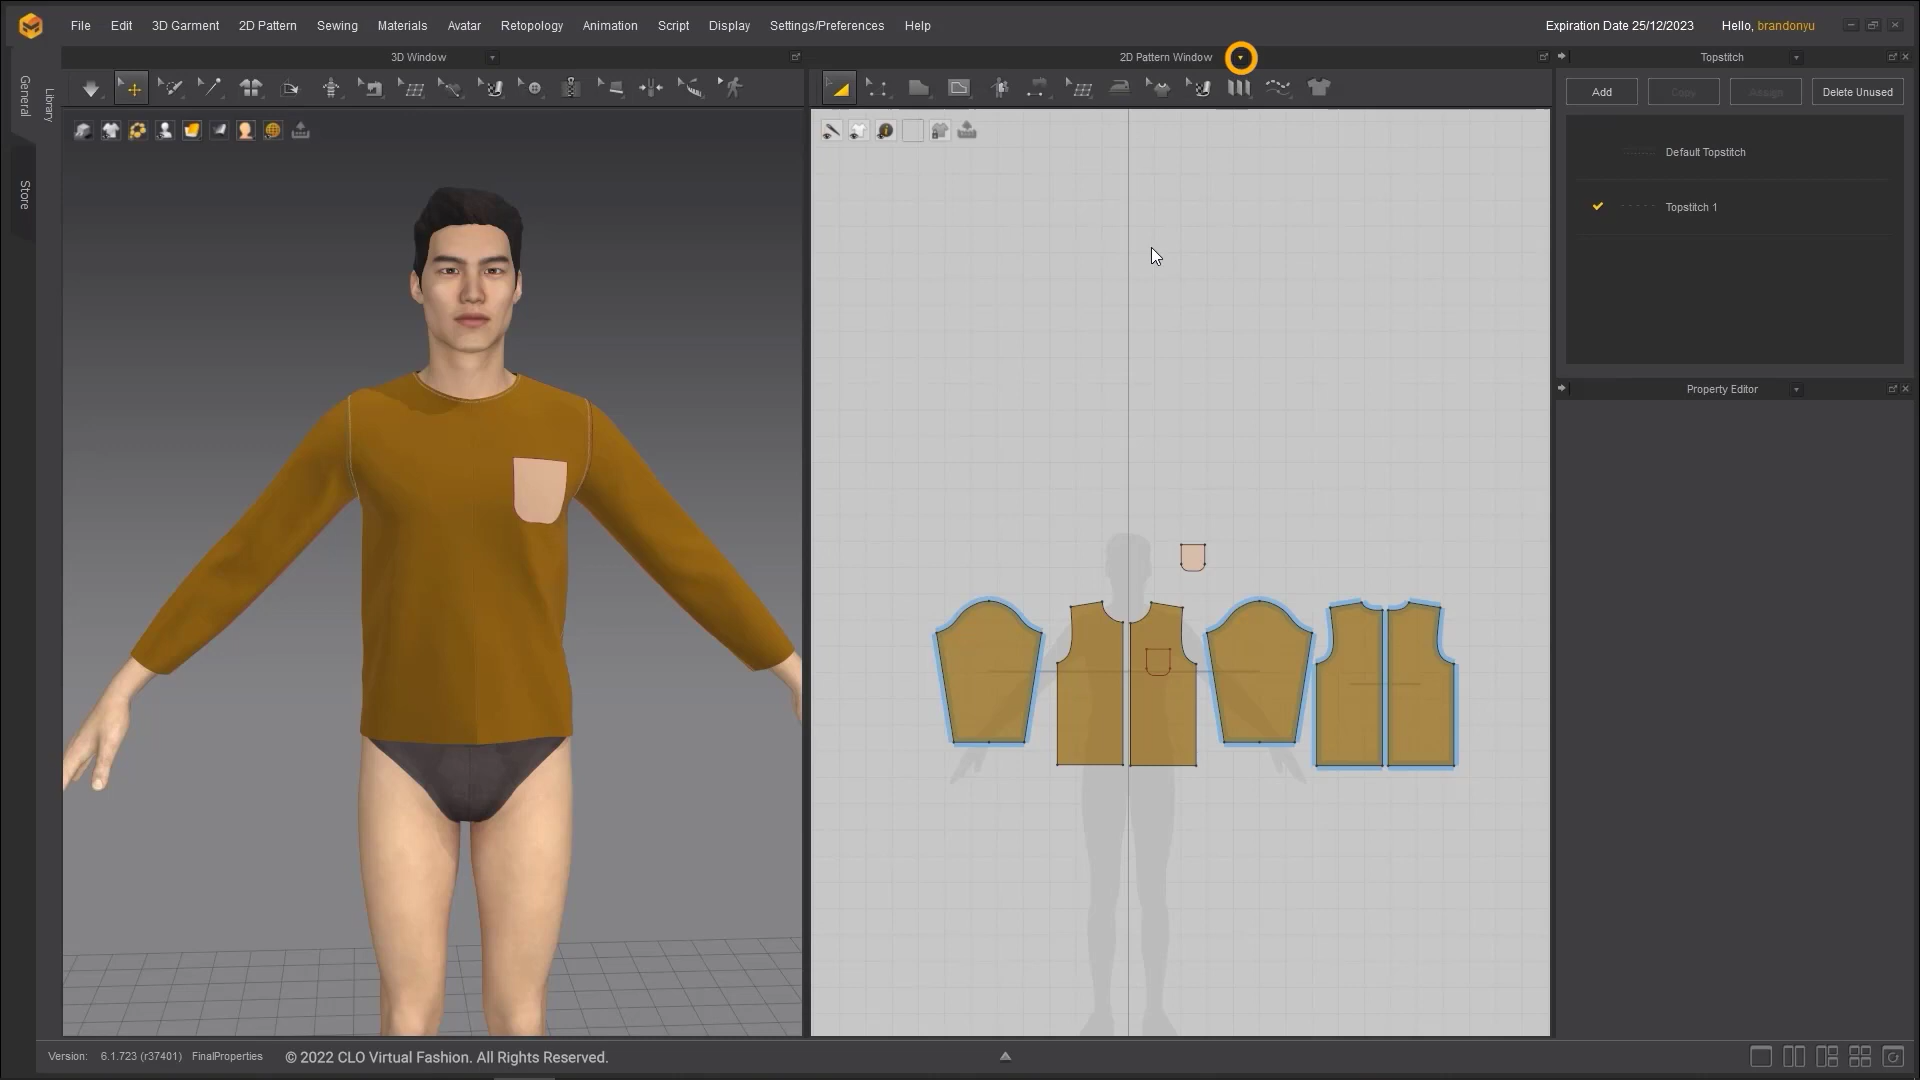 File Edit 3D Garment 2D Pattern Sewing Materials Avatar Retopology Animation Script Display Settings/Preferences Help Expiration Date 25/12/2023 Hello, brandonyu
3D Window 2D Pattern Window Topstitch
General
Library
Store
Add Copy Assign Delete Unused
Default Topstitch
Topstitch 1
Property Editor
Version: 6.1.723 (r37401) FinalProperties © 2022 CLO Virtual Fashion. All Rights Reserved.